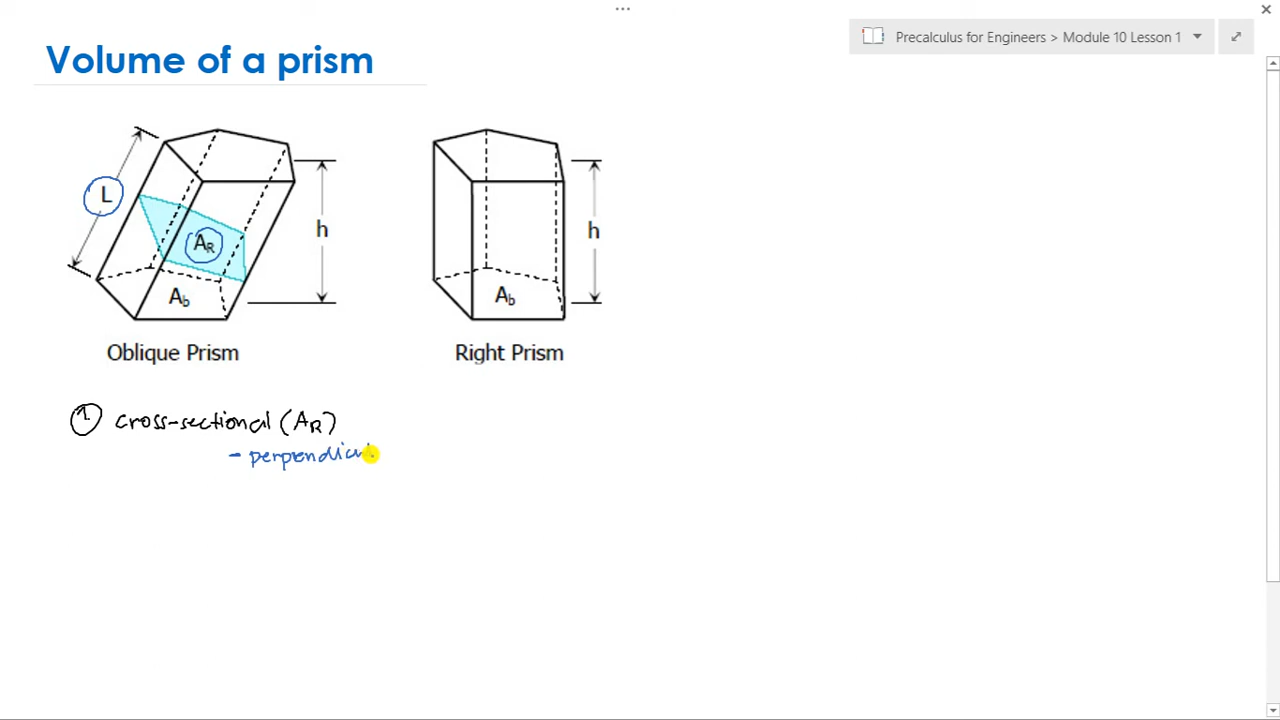 Precalculus for Engineers > Module 10 Lesson 1
Volume of a prism
L
A_R
h
A_b
h
A_b
Oblique Prism
Right Prism
① cross-sectional (A_R)